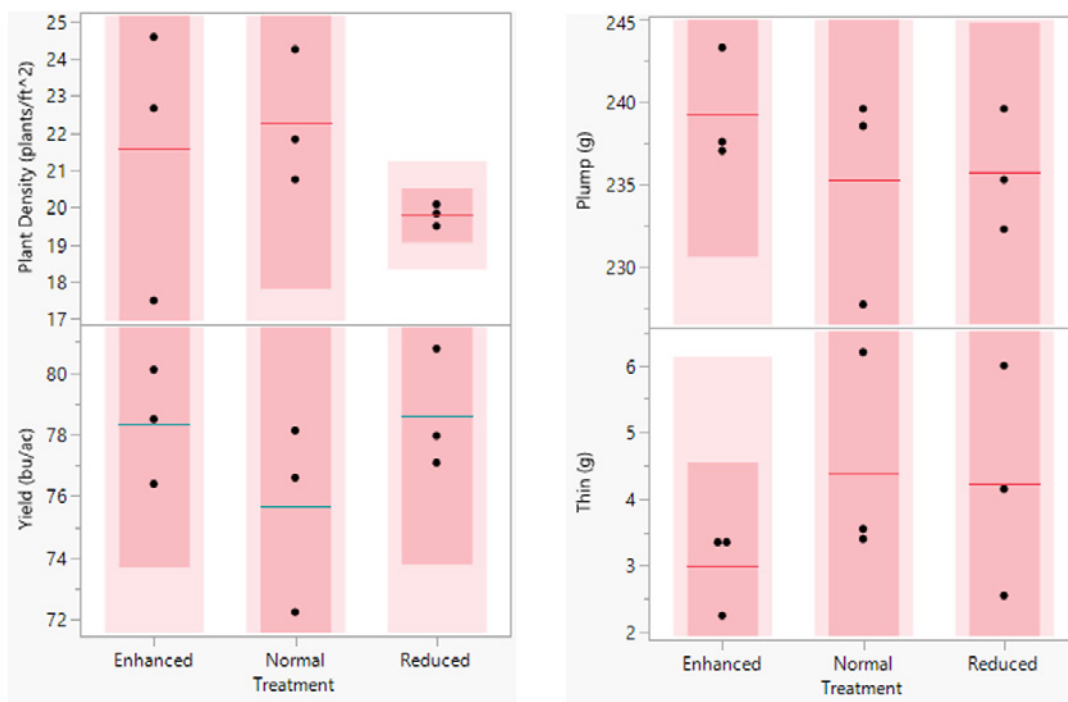 Plant Density (plants/ft^2)
25
24
23
22
21
20
19
18
17
Yield (bu/ac)
80
78
76
74
72
Enhanced
Normal
Reduced
Treatment
Plump (g)
245
240
235
230
Thin (g)
6
5
4
3
2
Enhanced
Normal
Reduced
Treatment